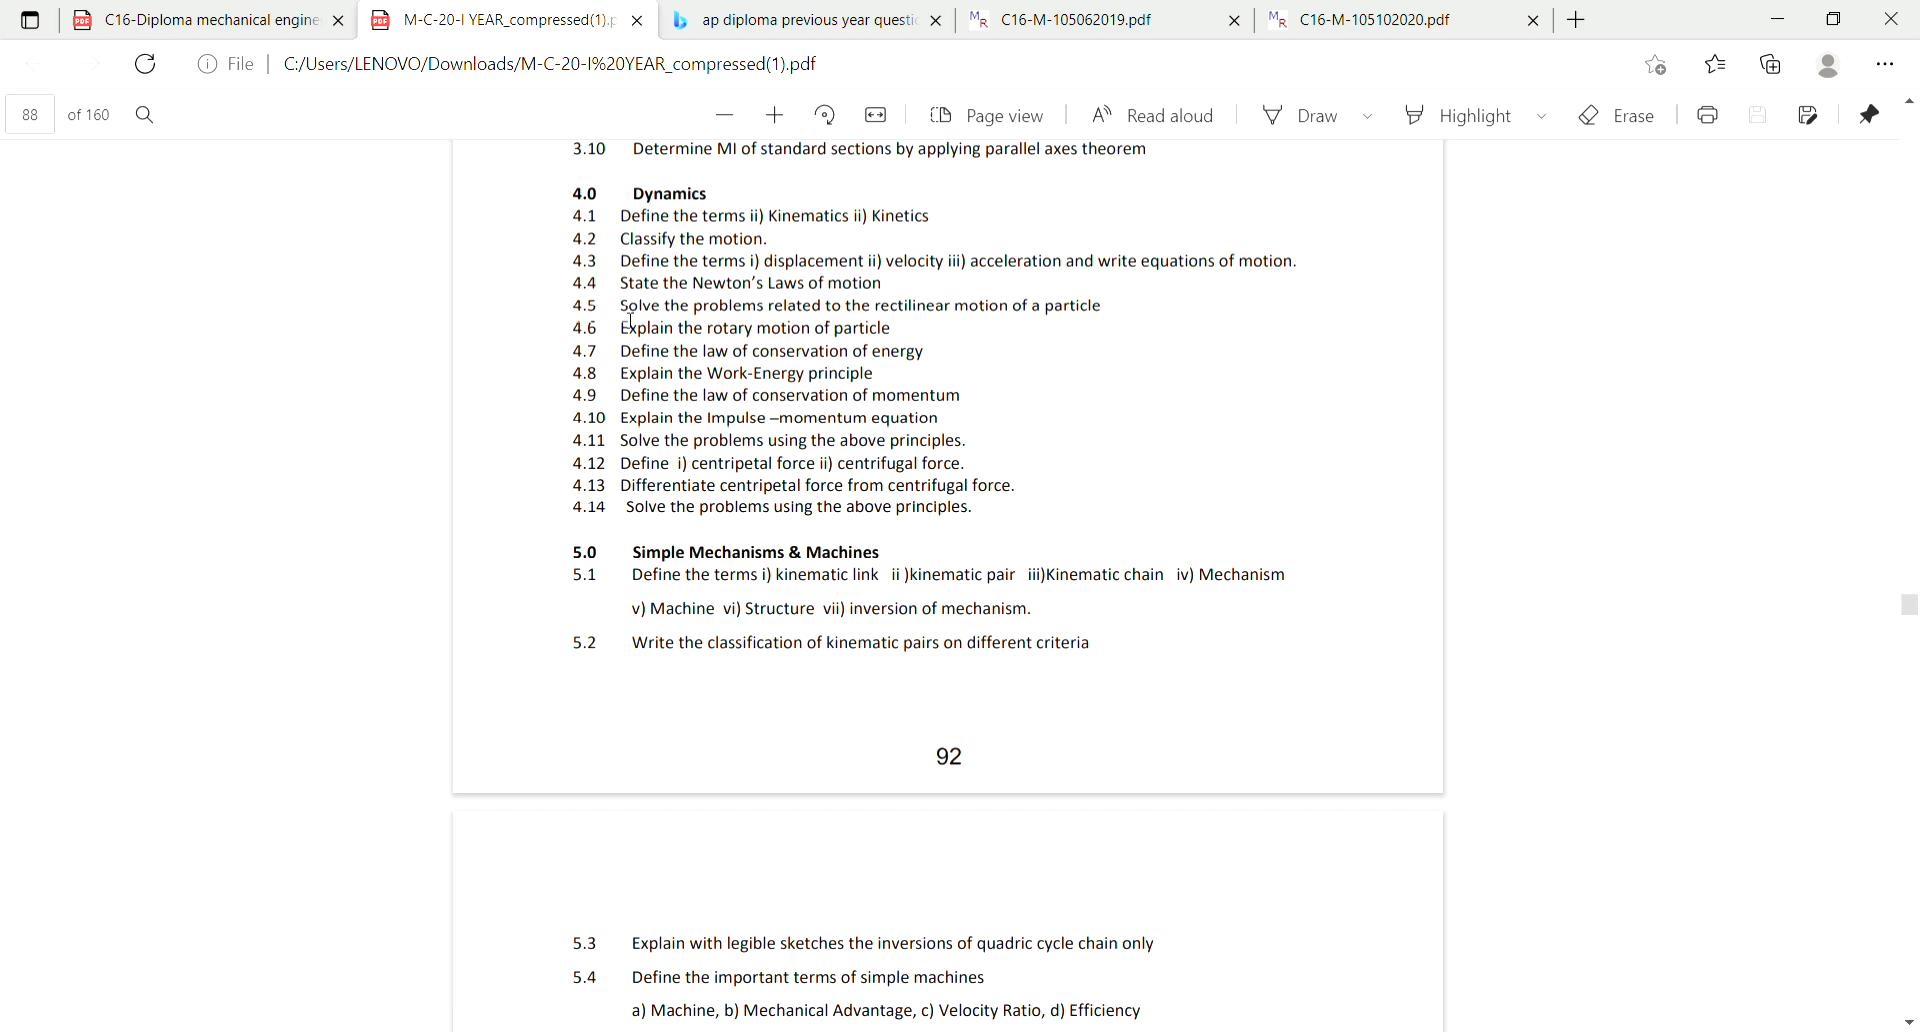 C16-Diploma mechanical engine
M-C-20-I YEAR_compressed(1).p
ap diploma previous year questic
C16-M-105062019.pdf
C16-M-105102020.pdf
File
C:/Users/LENOVO/Downloads/M-C-20-I%20YEAR_compressed(1).pdf
88 of 160
Page view
Read aloud
Draw
Highlight
Erase
3.10 Determine MI of standard sections by applying parallel axes theorem
4.0 Dynamics
4.1 Define the terms ii) Kinematics ii) Kinetics
4.2 Classify the motion.
4.3 Define the terms i) displacement ii) velocity iii) acceleration and write equations of motion.
4.4 State the Newton's Laws of motion
4.5 Solve the problems related to the rectilinear motion of a particle
4.6 Explain the rotary motion of particle
4.7 Define the law of conservation of energy
4.8 Explain the Work-Energy principle
4.9 Define the law of conservation of momentum
4.10 Explain the Impulse –momentum equation
4.11 Solve the problems using the above principles.
4.12 Define i) centripetal force ii) centrifugal force.
4.13 Differentiate centripetal force from centrifugal force.
4.14 Solve the problems using the above principles.
5.0 Simple Mechanisms & Machines
5.1 Define the terms i) kinematic link ii )kinematic pair iii)Kinematic chain iv) Mechanism
v) Machine vi) Structure vii) inversion of mechanism.
5.2 Write the classification of kinematic pairs on different criteria
92
5.3 Explain with legible sketches the inversions of quadric cycle chain only
5.4 Define the important terms of simple machines
a) Machine, b) Mechanical Advantage, c) Velocity Ratio, d) Efficiency